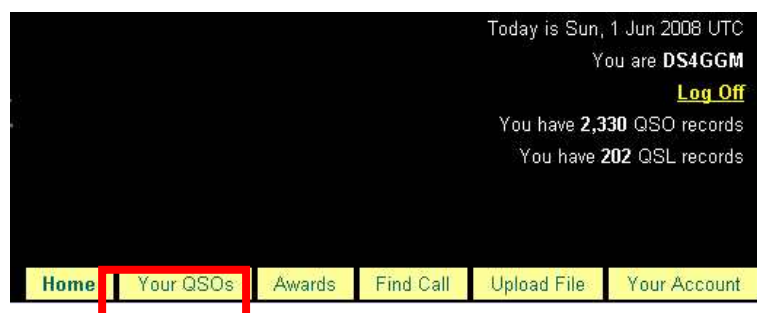 Today is Sun, 1 Jun 2008 UTC
You are DS4GGM
Log Off
You have 2,330 QSO records
You have 202 QSL records
Home Your QSOs Awards Find Call Upload File Your Account